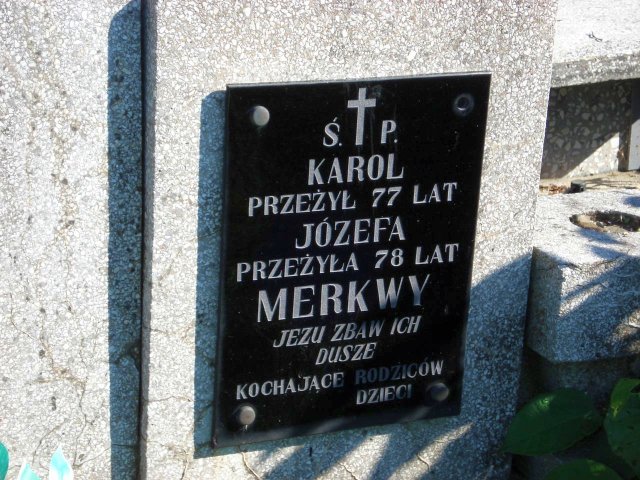 Ś. P.
KAROL
PRZEŻYŁ 77 LAT
JÓZEFA
PRZEŻYŁA 78 LAT
MERKWY
JEZU ZBAW ICH
DUSZE
KOCHAJĄCE RODZICÓW
DZIECI